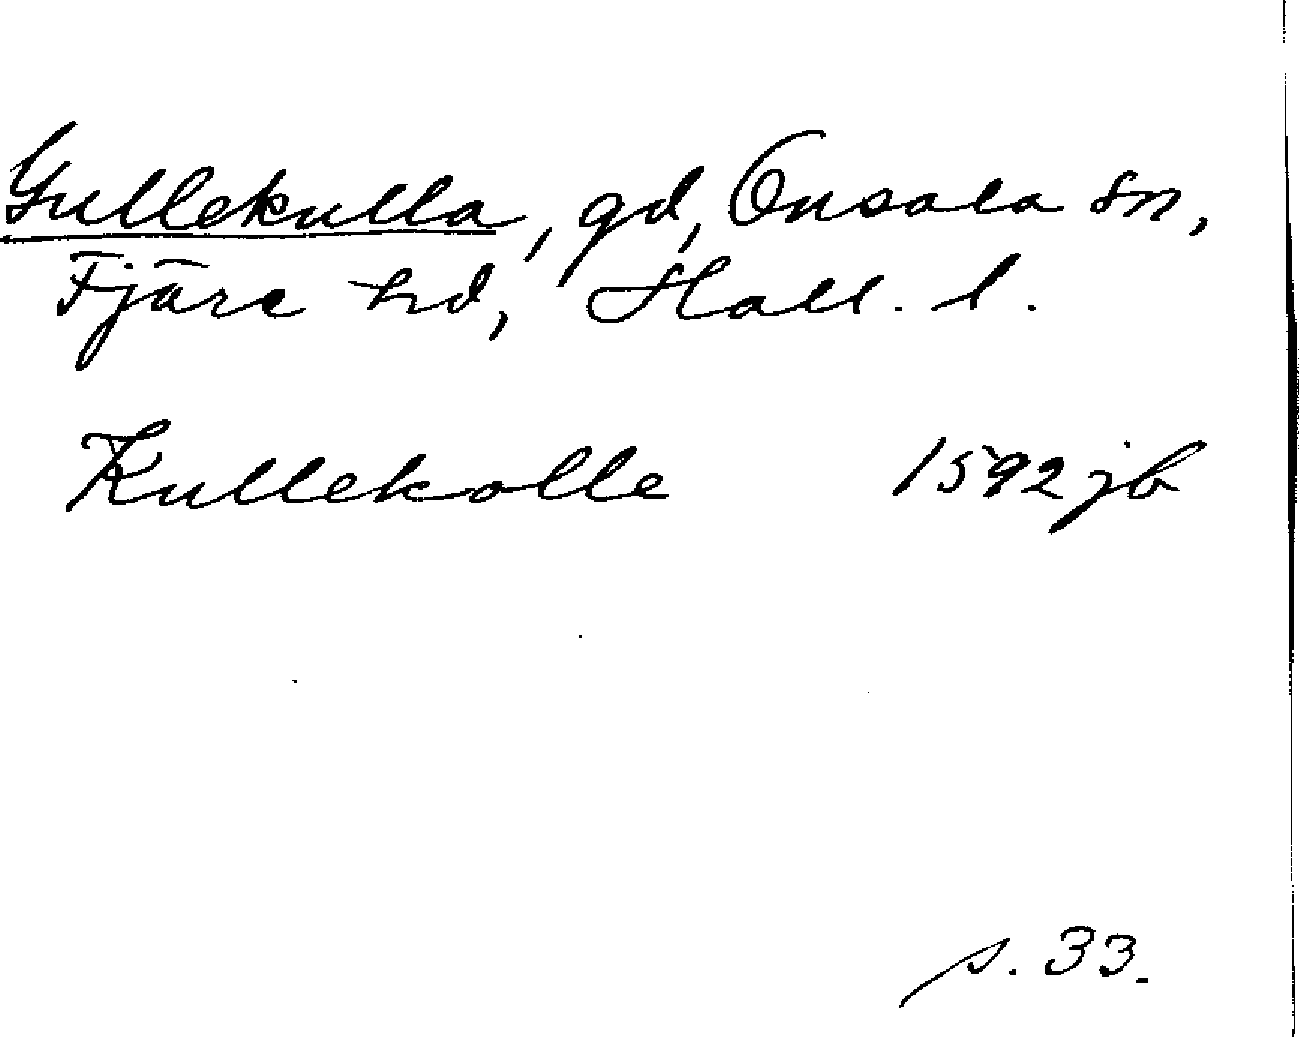 Gullekulla, gd, Onsala sn,
Fjäre hd, Hall. l.
Kullekolle 1592 jb
s. 33.